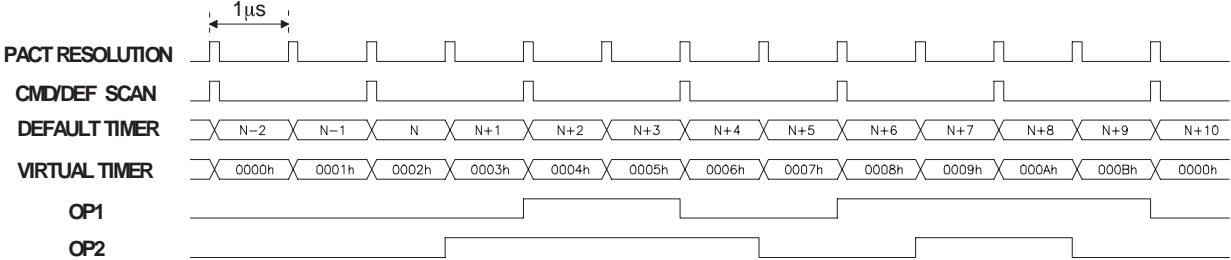 1μs
PACT RESOLUTION
CMD/DEF SCAN
DEFAULT TIMER N−2 N−1 N N+1 N+2 N+3 N+4 N+5 N+6 N+7 N+8 N+9 N+10
VIRTUAL TIMER 0000h 0001h 0002h 0003h 0004h 0005h 0006h 0007h 0008h 0009h 000Ah 000Bh 0000h
OP1
OP2